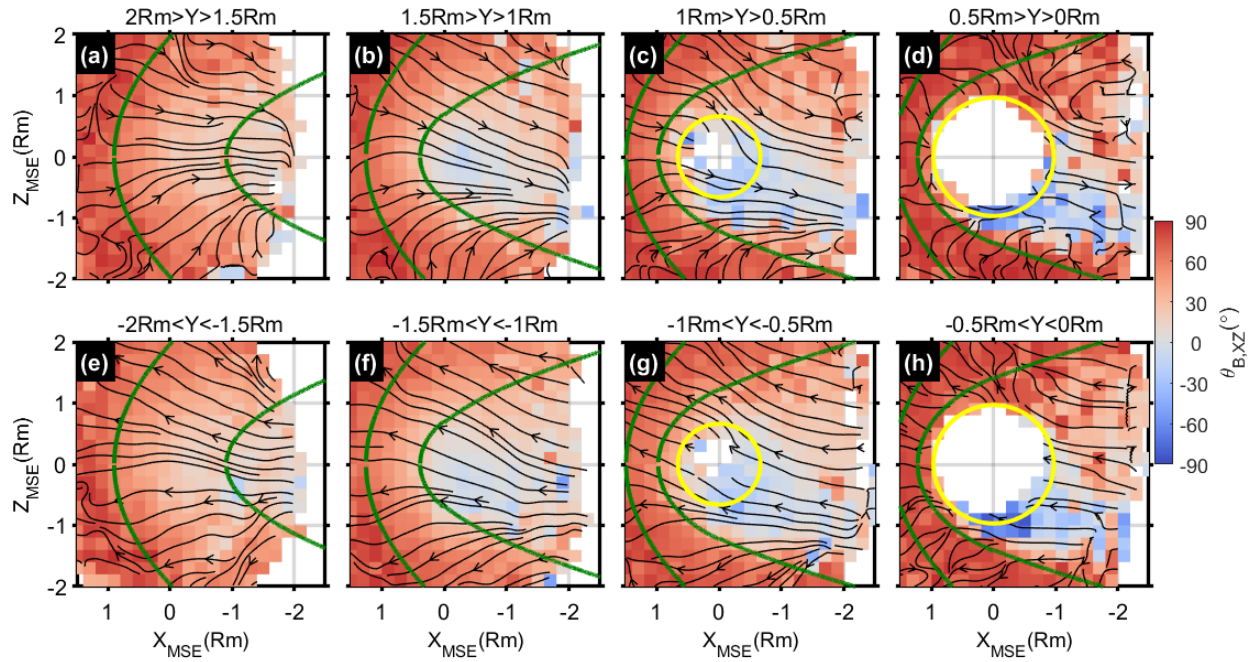 2Rm>Y>1.5Rm
1.5Rm>Y>1Rm
1Rm>Y>0.5Rm
0.5Rm>Y>0Rm
(a)
(b)
(c)
(d)
2
1
0
-1
-2
Z_MSE(Rm)
-2Rm<Y<-1.5Rm
-1.5Rm<Y<-1Rm
-1Rm<Y<-0.5Rm
-0.5Rm<Y<0Rm
(e)
(f)
(g)
(h)
2
1
0
-1
-2
Z_MSE(Rm)
1 0 -1 -2
1 0 -1 -2
1 0 -1 -2
1 0 -1 -2
X_MSE(Rm)
X_MSE(Rm)
X_MSE(Rm)
X_MSE(Rm)
90
60
30
0
-30
-60
-90
θ_B,XZ(°)